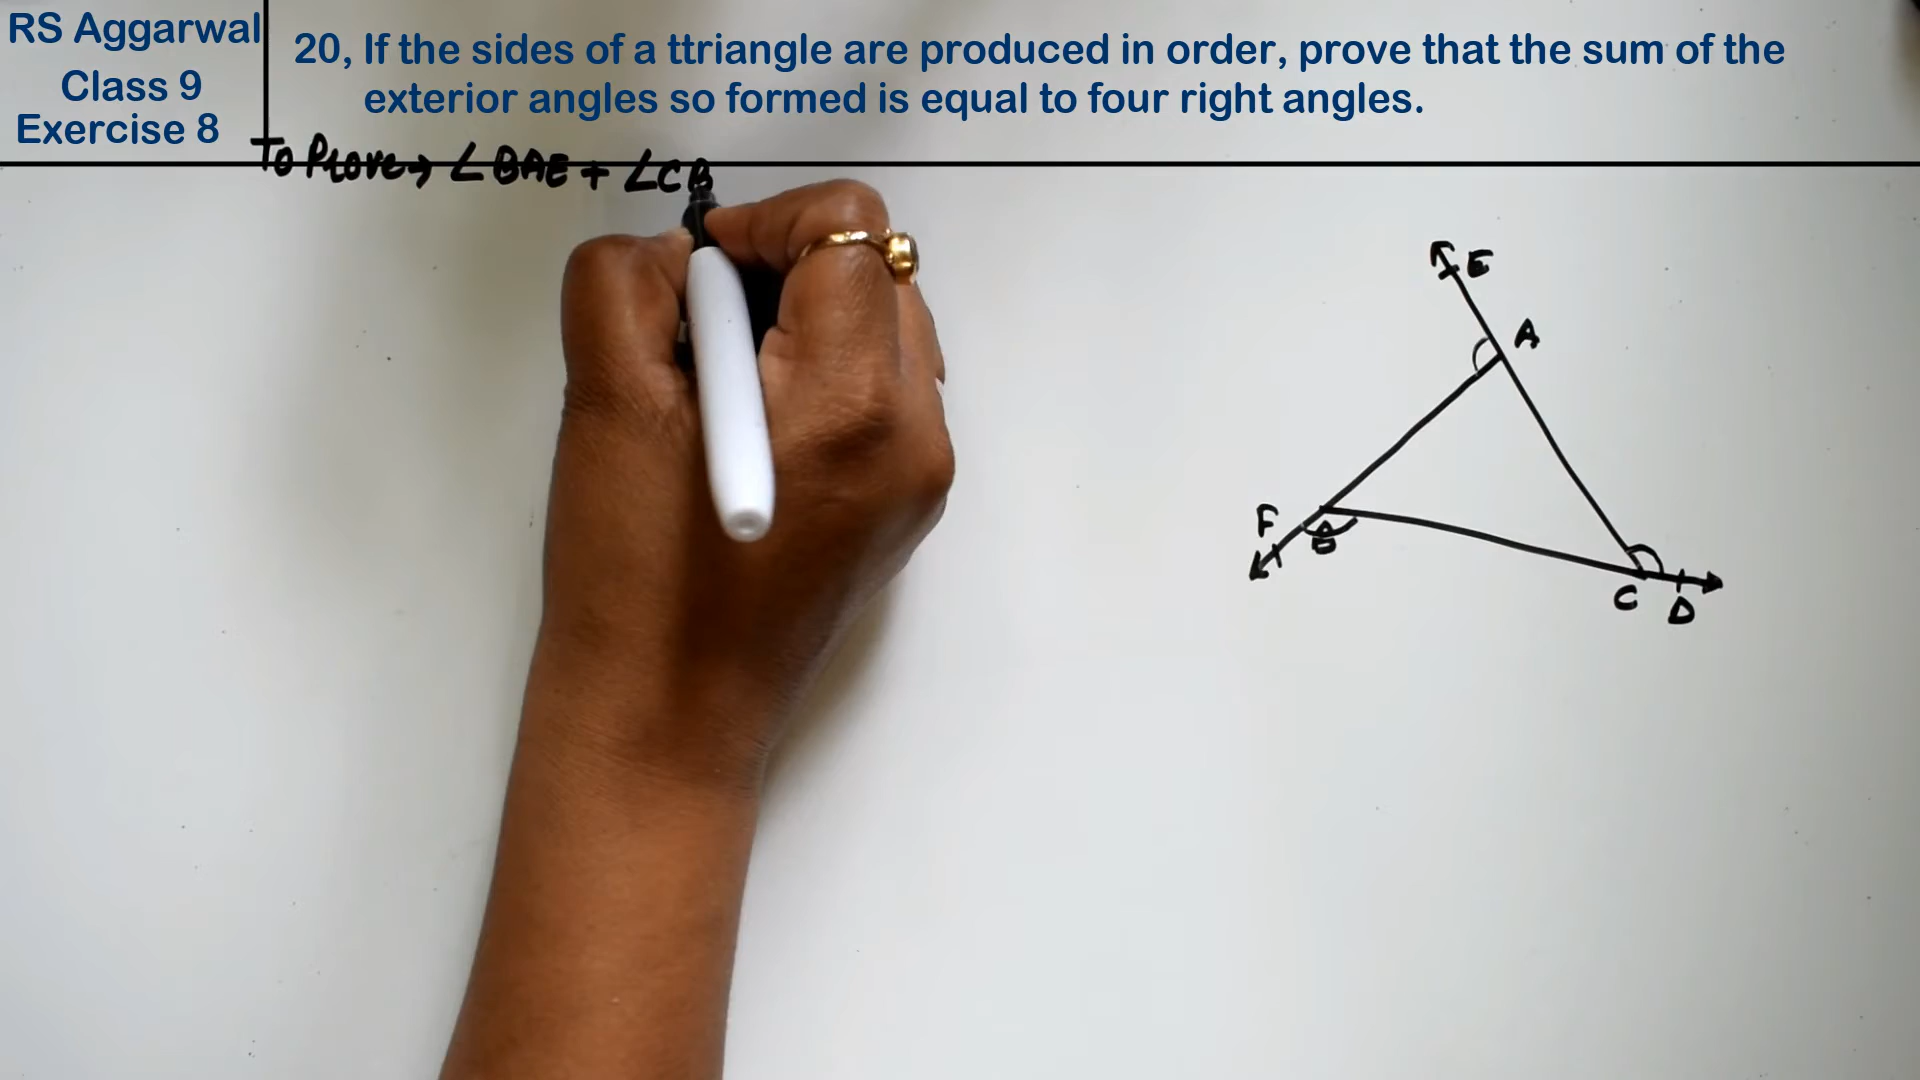 RS Aggarwal
Class 9
Exercise 8
20, If the sides of a ttriangle are produced in order, prove that the sum of the
exterior angles so formed is equal to four right angles.
To Prove → ∠BAE + ∠CB
E
A
F
B
C
D